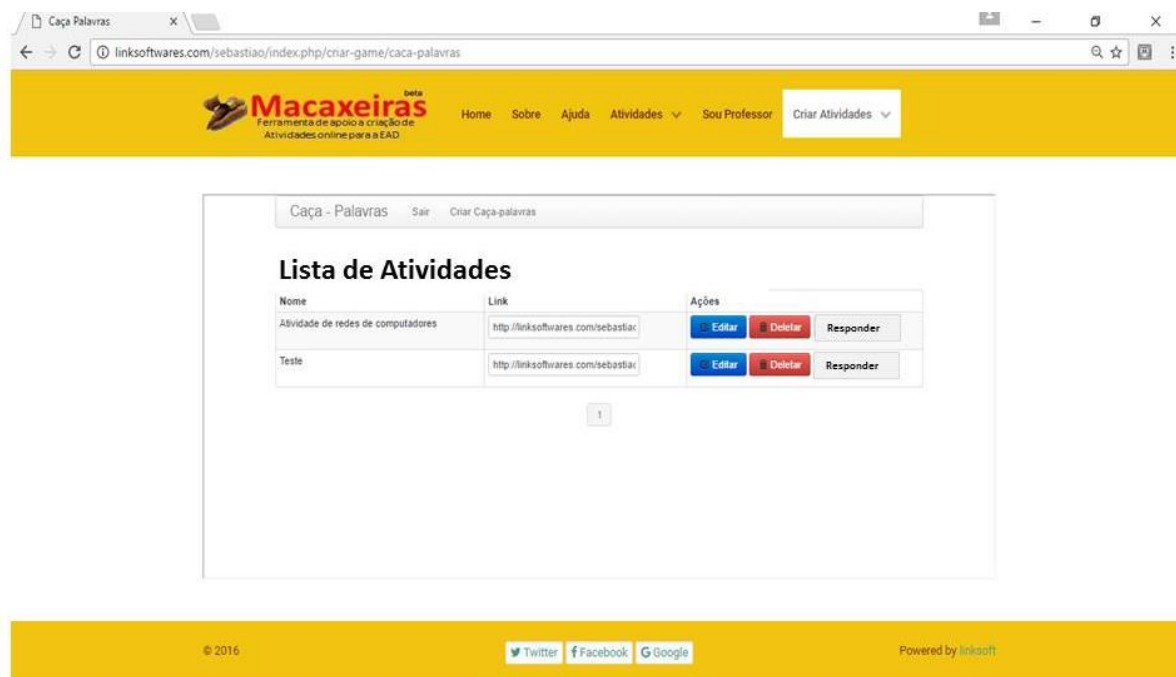 Caça Palavras
linksoftwares.com/sebastiao/index.php/criar-game/caca-palavras
Macaxeiras beta
Ferramenta de apoio a criação de
Atividades online para a EAD
Home Sobre Ajuda Atividades Sou Professor Criar Atividades
Caça - Palavras Sair Criar Caça-palavras
Lista de Atividades
Nome Link Ações
Atividade de redes de computadores http://linksoftwares.com/sebastiao Editar Deletar Responder
Teste http://linksoftwares.com/sebastiao Editar Deletar Responder
1
© 2016 Twitter Facebook Google Powered by linksoft